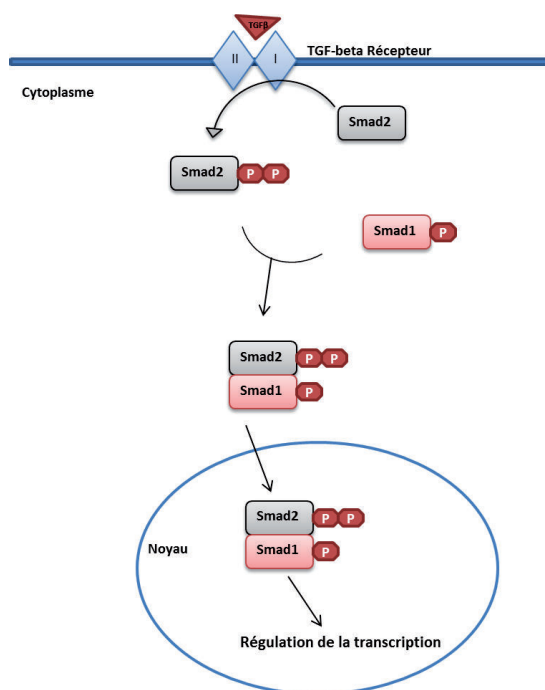 TGFβ
II
I
TGF-beta Récepteur
Cytoplasme
Smad2
Smad2
P
P
Smad1
P
Smad2
P
P
Smad1
P
Smad2
P
P
Smad1
P
Noyau
Régulation de la transcription